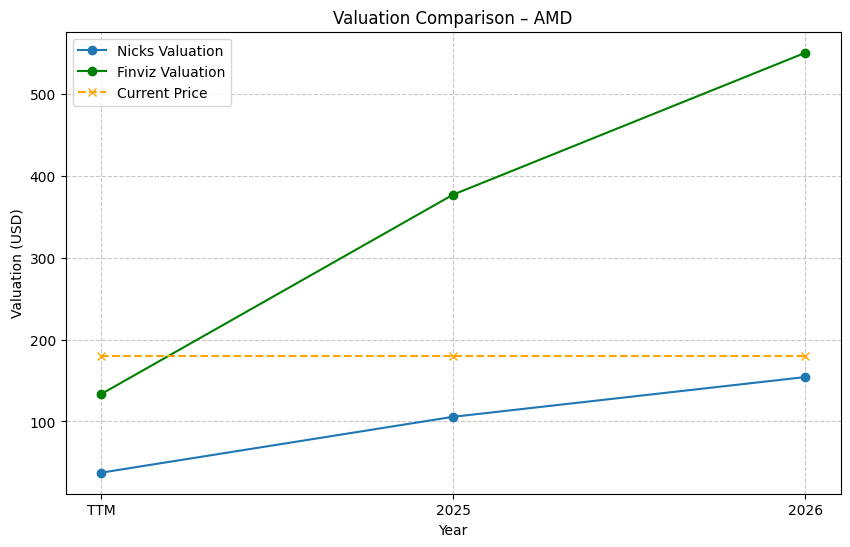 Valuation Comparison – AMD
Nicks Valuation
Finviz Valuation
Current Price
Valuation (USD)
500
400
300
200
100
TTM
2025
2026
Year